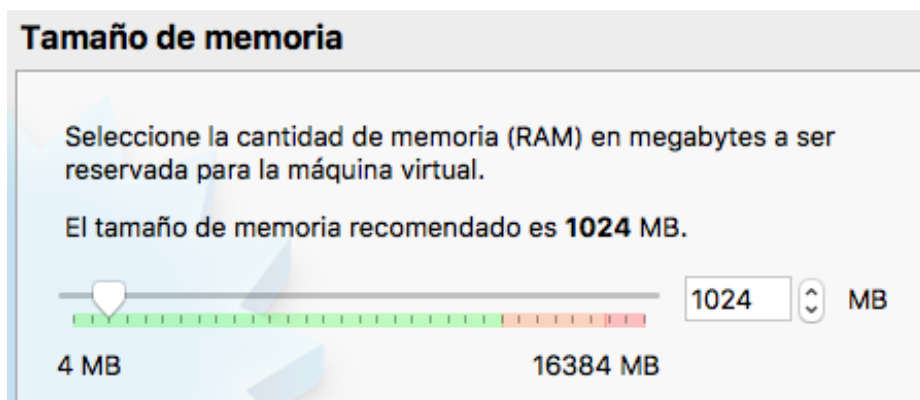 Tamaño de memoria
Seleccione la cantidad de memoria (RAM) en megabytes a ser
reservada para la máquina virtual.
El tamaño de memoria recomendado es 1024 MB.
1024 MB
4 MB 16384 MB